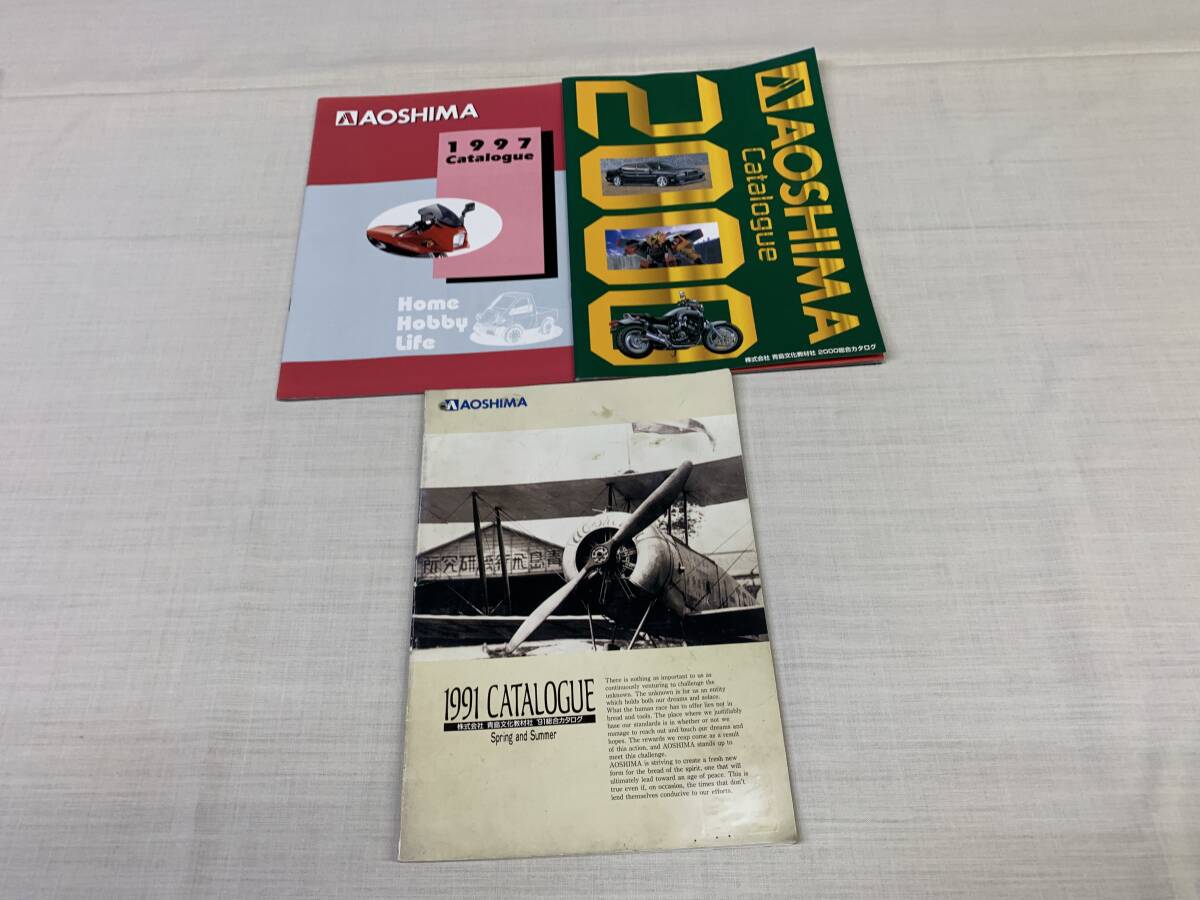 AOSHIMA
1997
Catalogue
Home
Hobby
Life
AOSHIMA
Catalogue
2000
株式会社 青島文化教材社 2000総合カタログ
AOSHIMA
青島飛行機研究所
1991 CATALOGUE
株式会社 青島文化教材社 '91総合カタログ
Spring and Summer
There is nothing as important to us as
continuously venturing to challenge the
unknown. The unknown is for us an entity
which holds both our dreams and solace.
What the human race has to offer lies not in
bread and tools. The place where we justifiably
base our standards is in whether or not we
manage to reach out and touch our dreams and
hopes. The rewards we reap come as a result
of this action, and AOSHIMA stands up to
meet this challenge.
AOSHIMA is striving to create a fresh new
form for the bread of the spirit, one that will
ultimately lead toward an age of peace. This is
true even if, on occasion, the times that don't
lend themselves conducive to our efforts.